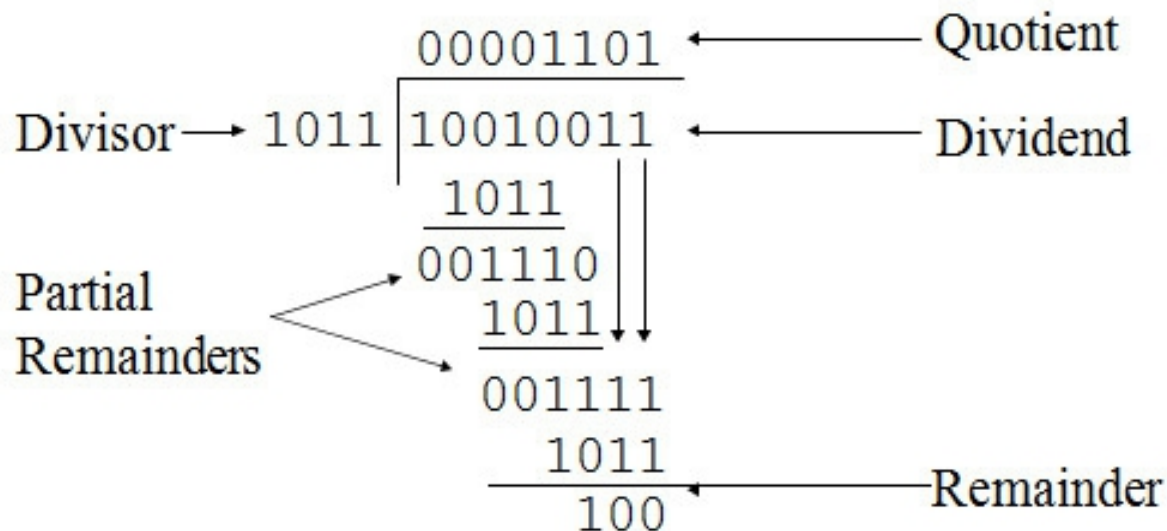 00001101 Quotient
Divisor 1011 10010011 Dividend
1011
001110
Partial
Remainders
1011
001111
1011
Remainder
100